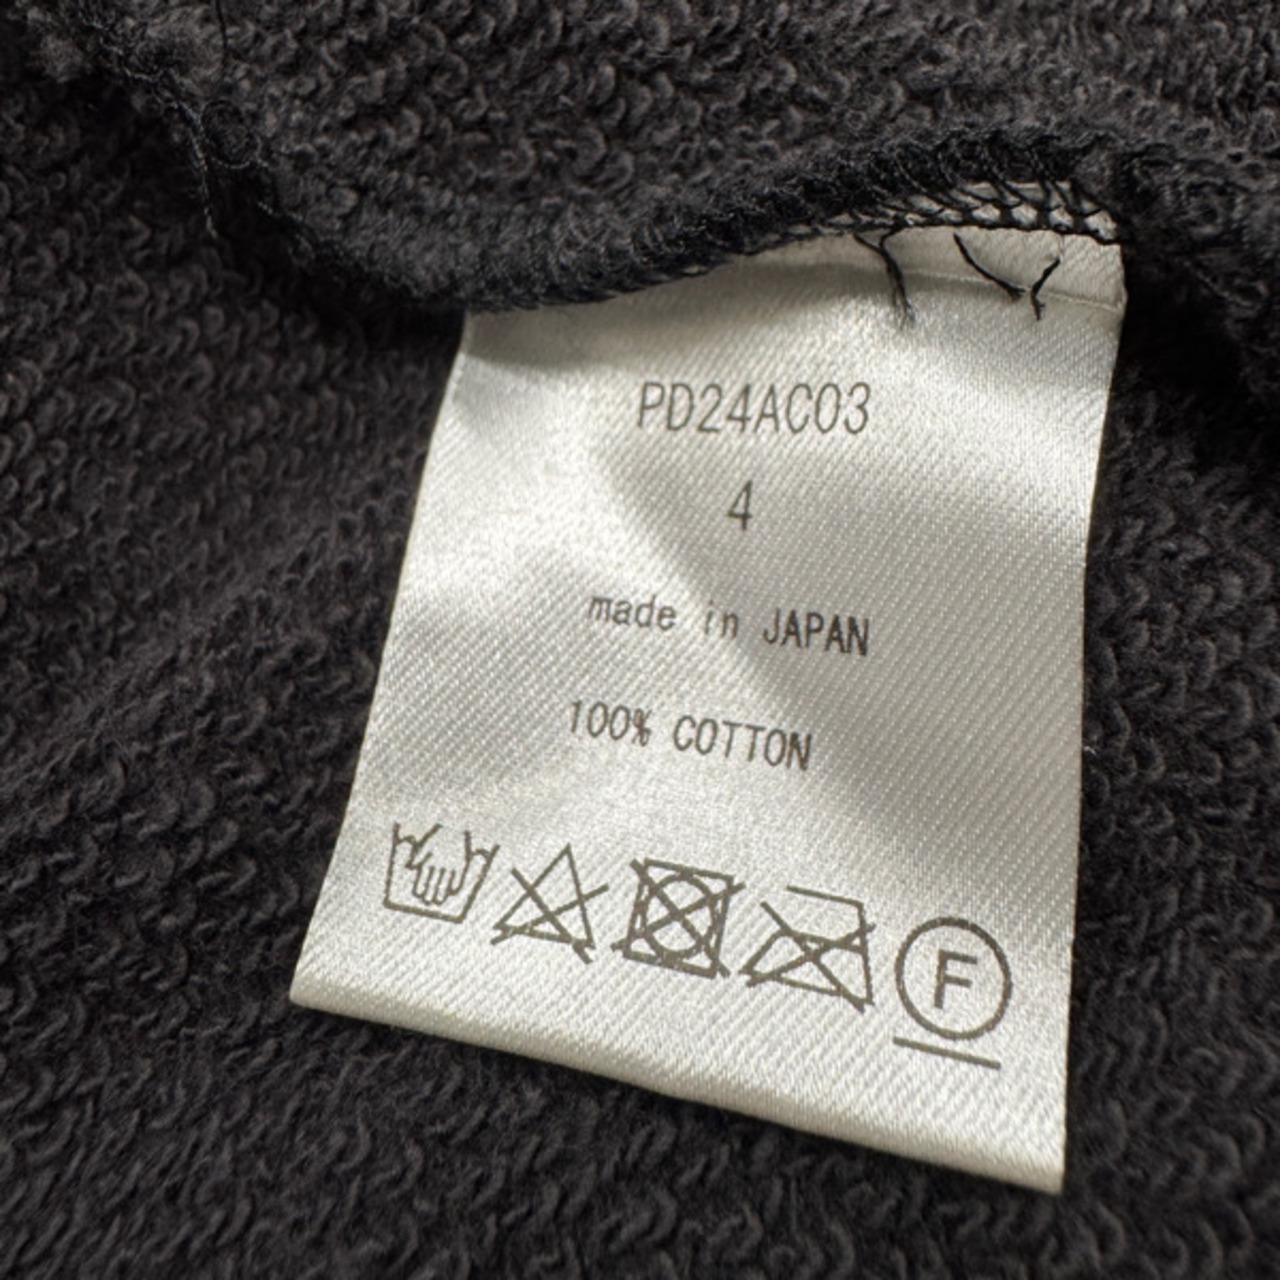 PD24AC03
4
made in JAPAN
100% COTTON
F